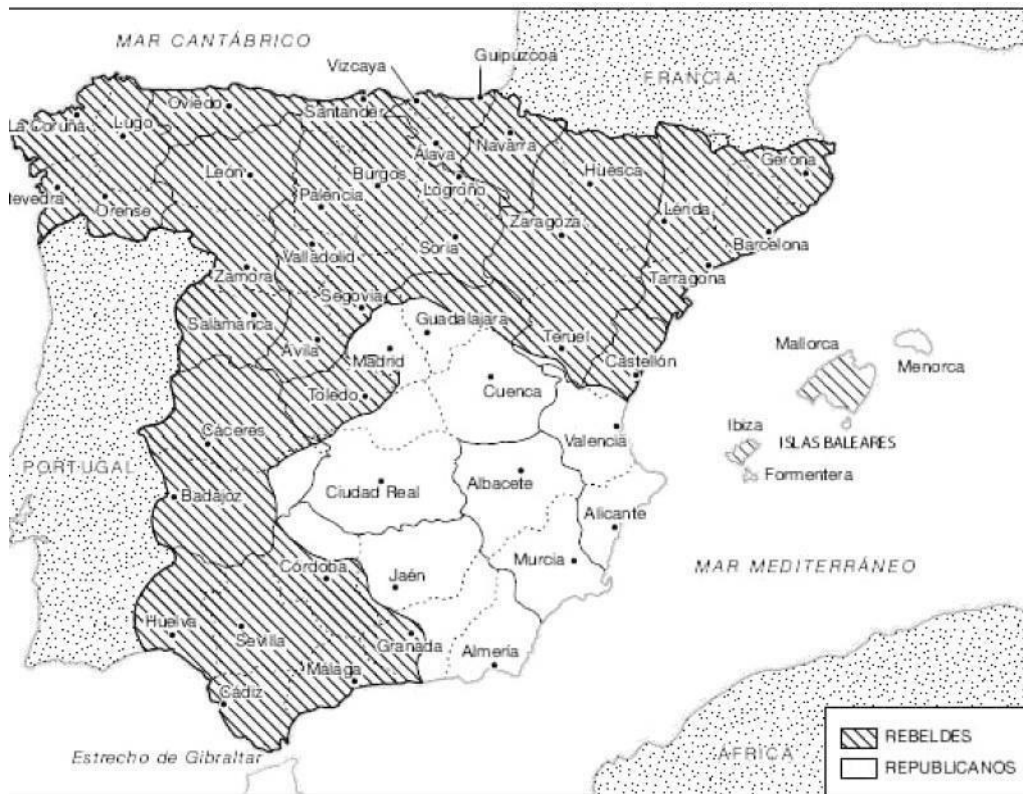 MAR CANTÁBRICO
Guipúzcoa
Vizcaya
FRANCIA
Oviedo
Santander
La Coruña
Lugo
Álava
Navarra
Gerona
León
Burgos
Huesca
Palencia
Logroño
Lérida
tevedra
Orense
Zaragoza
Barcelona
Soria
Valladolid
Tarragona
Zamora
Segovia
Salamanca
Guadalajara
Teruel
Ávila
Madrid
Castellón
Mallorca
Menorca
Toledo
Cuenca
Cáceres
Valencia
Ibiza
ISLAS BALEARES
PORTUGAL
Formentera
Badajoz
Ciudad Real
Albacete
Alicante
Córdoba
Jaén
Murcia
MAR MEDITERRÁNEO
Huelva
Sevilla
Granada
Almería
Málaga
Cádiz
Estrecho de Gibraltar
ÁFRICA
REBELDES
REPUBLICANOS